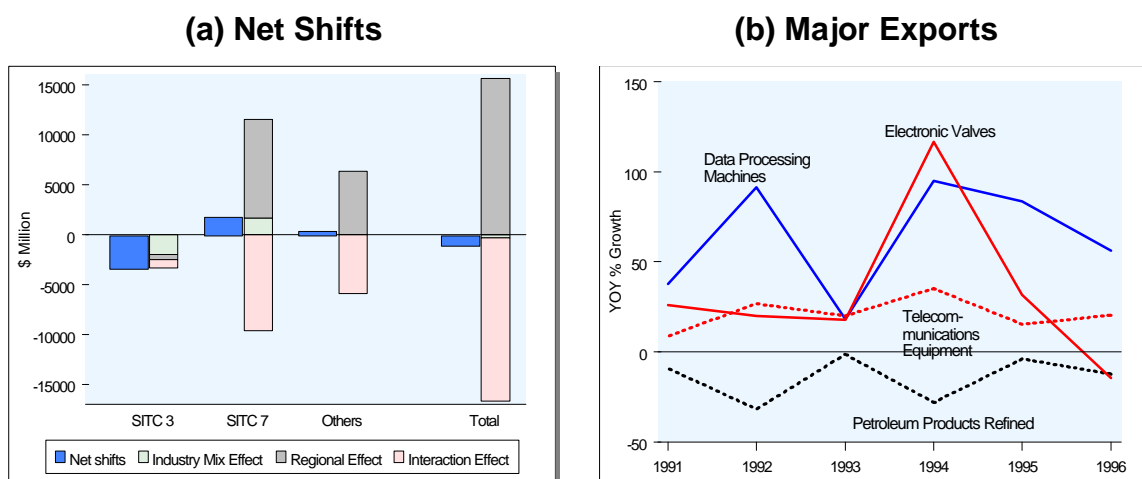 (a) Net Shifts
$ Million
15000
10000
5000
0
-5000
-10000
-15000
SITC 3 SITC 7 Others Total
Net shifts Industry Mix Effect Regional Effect Interaction Effect
(b) Major Exports
YOY % Growth
150
100
50
0
-50
Electronic Valves
Data Processing
Machines
Telecom-
munications
Equipment
Petroleum Products Refined
1991 1992 1993 1994 1995 1996